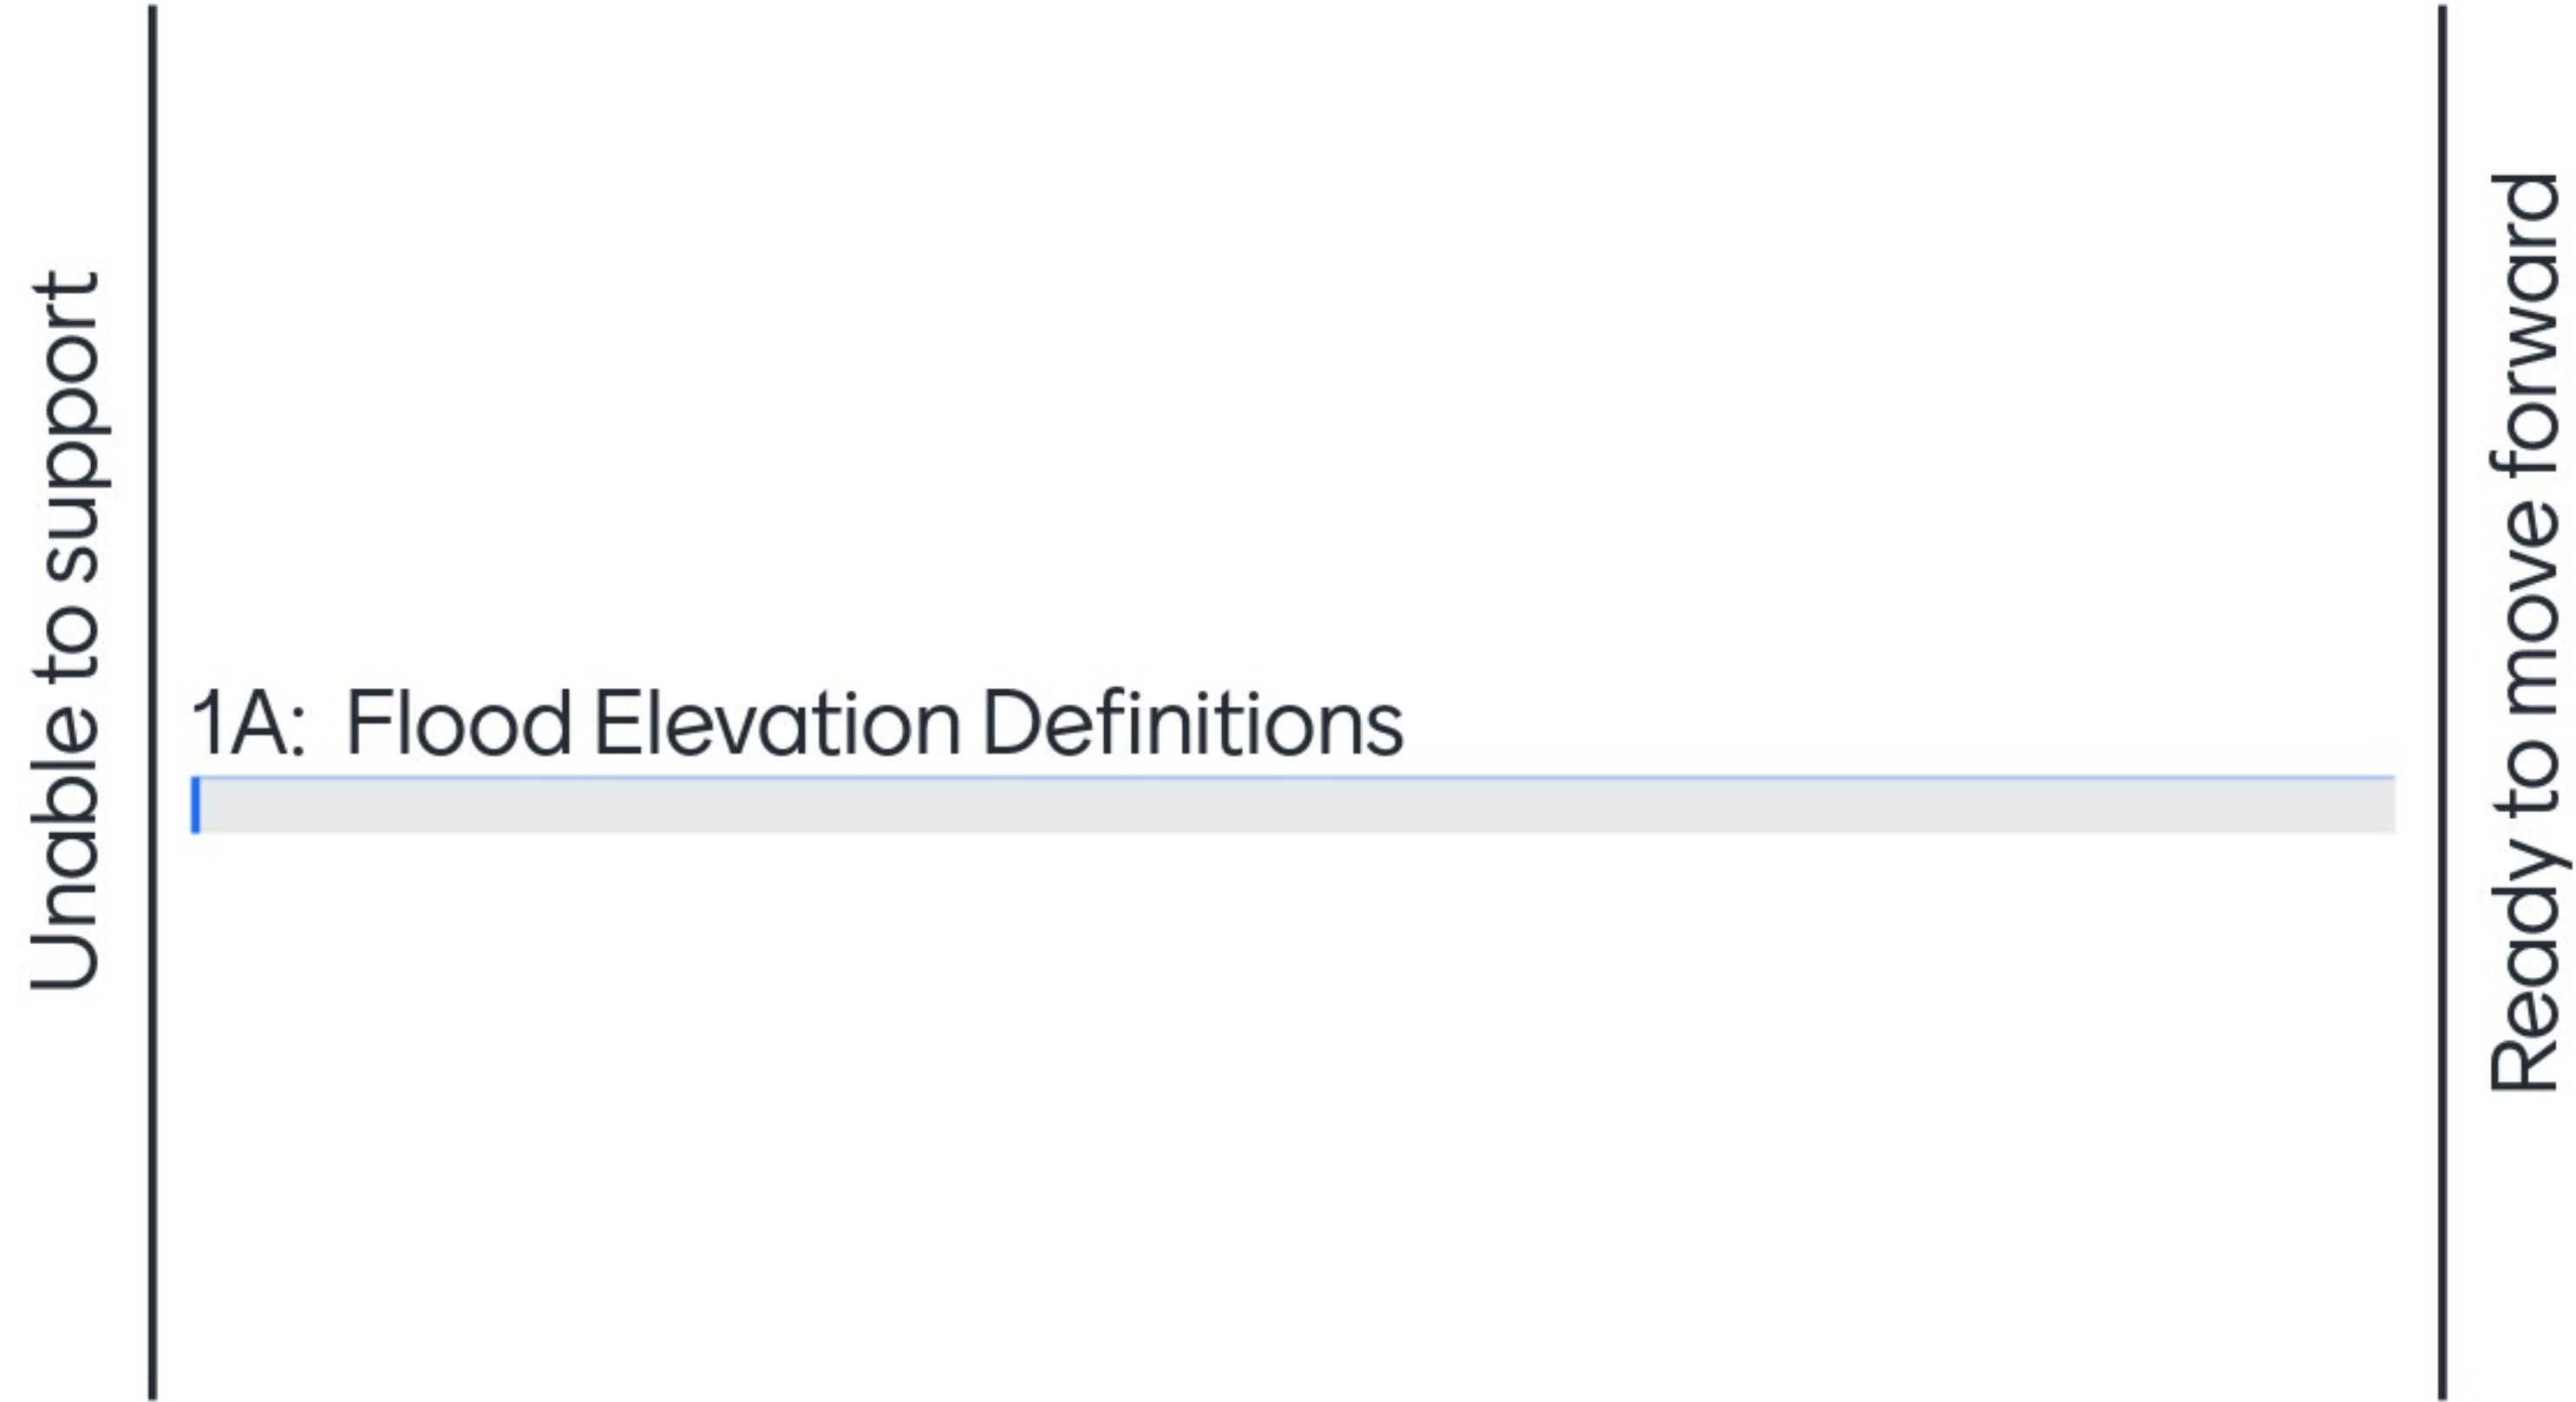 Unable to support
1A: Flood Elevation Definitions
Ready to move forward